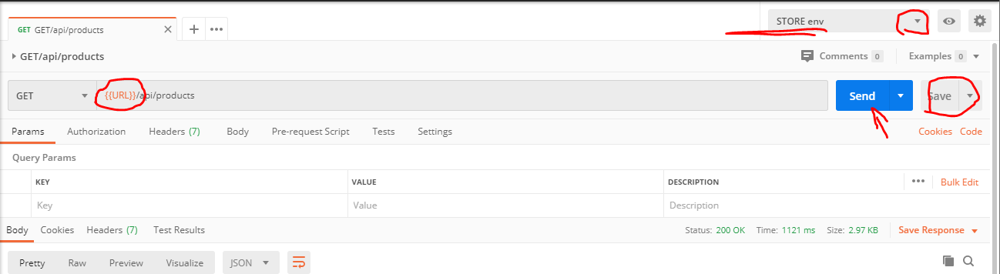 GET GET/api/products
STORE env
GET/api/products
Comments 0 Examples 0
GET {{URL}}/api/products Send Save
Params Authorization Headers (7) Body Pre-request Script Tests Settings Cookies Code
Query Params
KEY VALUE DESCRIPTION Bulk Edit
Key Value Description
Body Cookies Headers (7) Test Results Status: 200 OK Time: 1121 ms Size: 2.97 KB Save Response
Pretty Raw Preview Visualize JSON